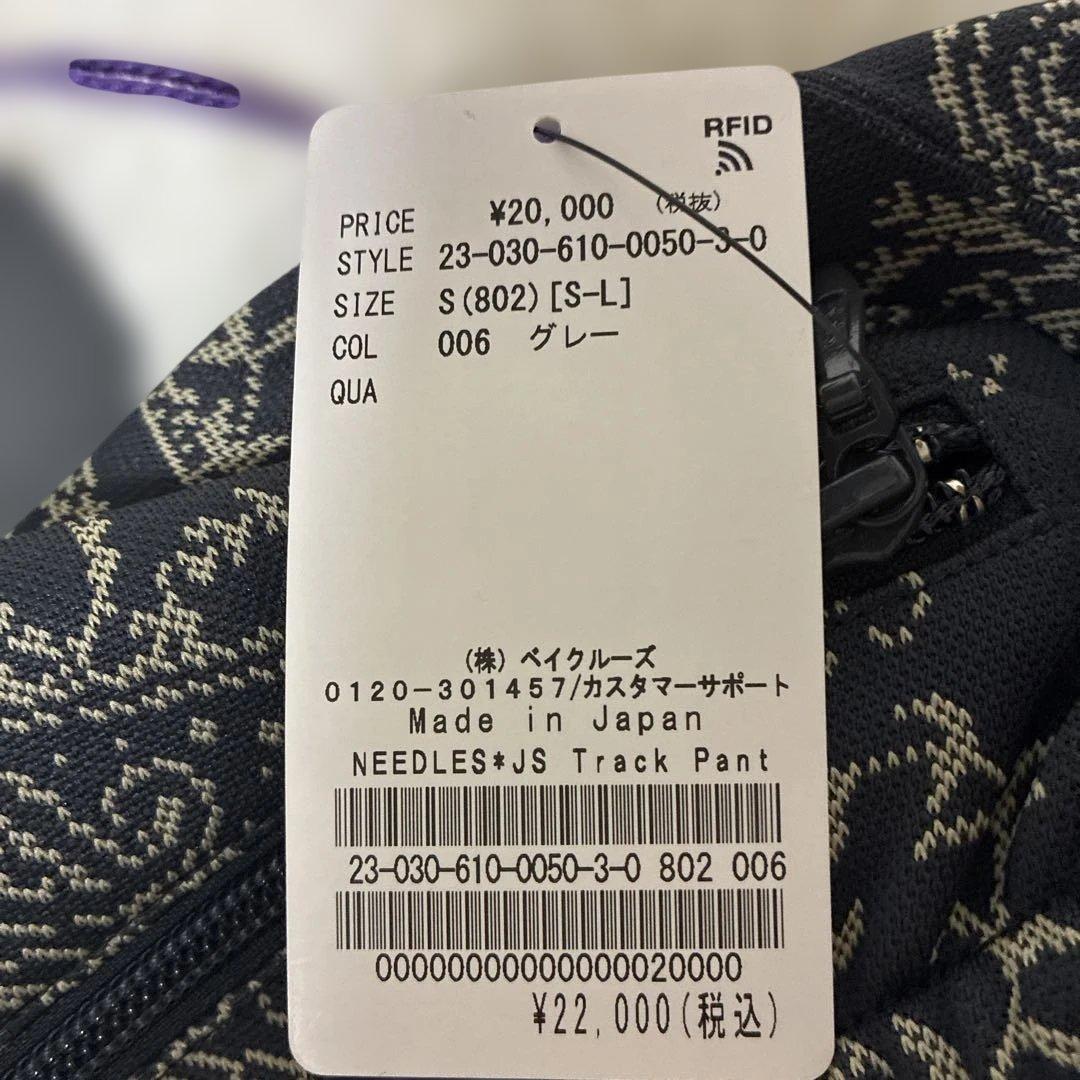 RFID
PRICE ¥20,000 (税抜)
STYLE 23-030-610-0050-3-0
SIZE S(802)[S-L]
COL 006 グレー
QUA
(株) ベイクルーズ
0120-301457/カスタマーサポート
Made in Japan
NEEDLES*JS Track Pant
23-030-610-0050-3-0 802 006
00000000000000020000
¥22,000(税込)